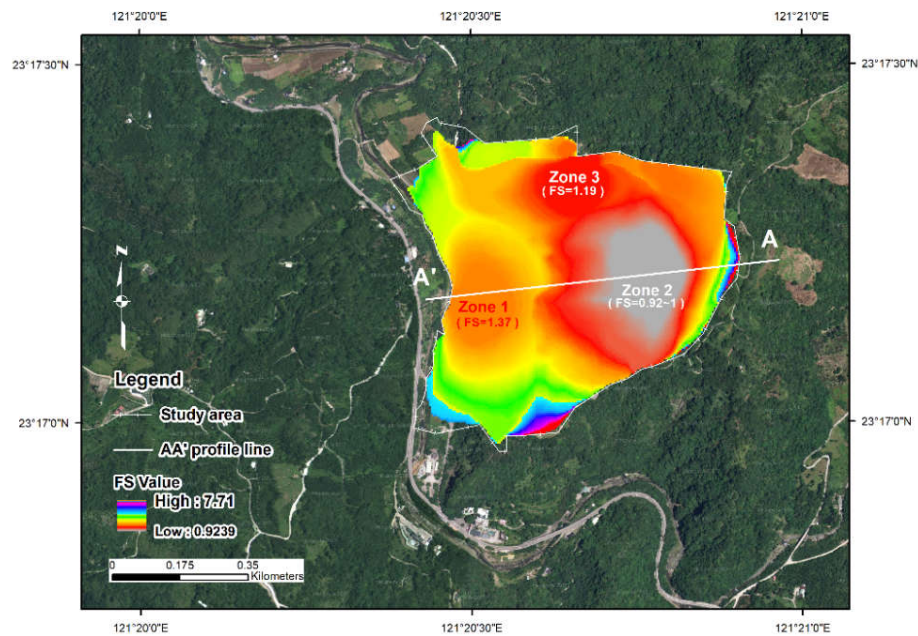 121°20'0"E
121°20'30"E
121°21'0"E
23°17'30"N
23°17'30"N
Zone 3
( FS=1.19 )
A
A'
Zone 2
( FS=0.92~1 )
Zone 1
( FS=1.37 )
N
Legend
Study area
AA' profile line
FS Value
High : 7.71
Low : 0.9239
23°17'0"N
23°17'0"N
0 0.175 0.35
Kilometers
121°20'0"E
121°20'30"E
121°21'0"E